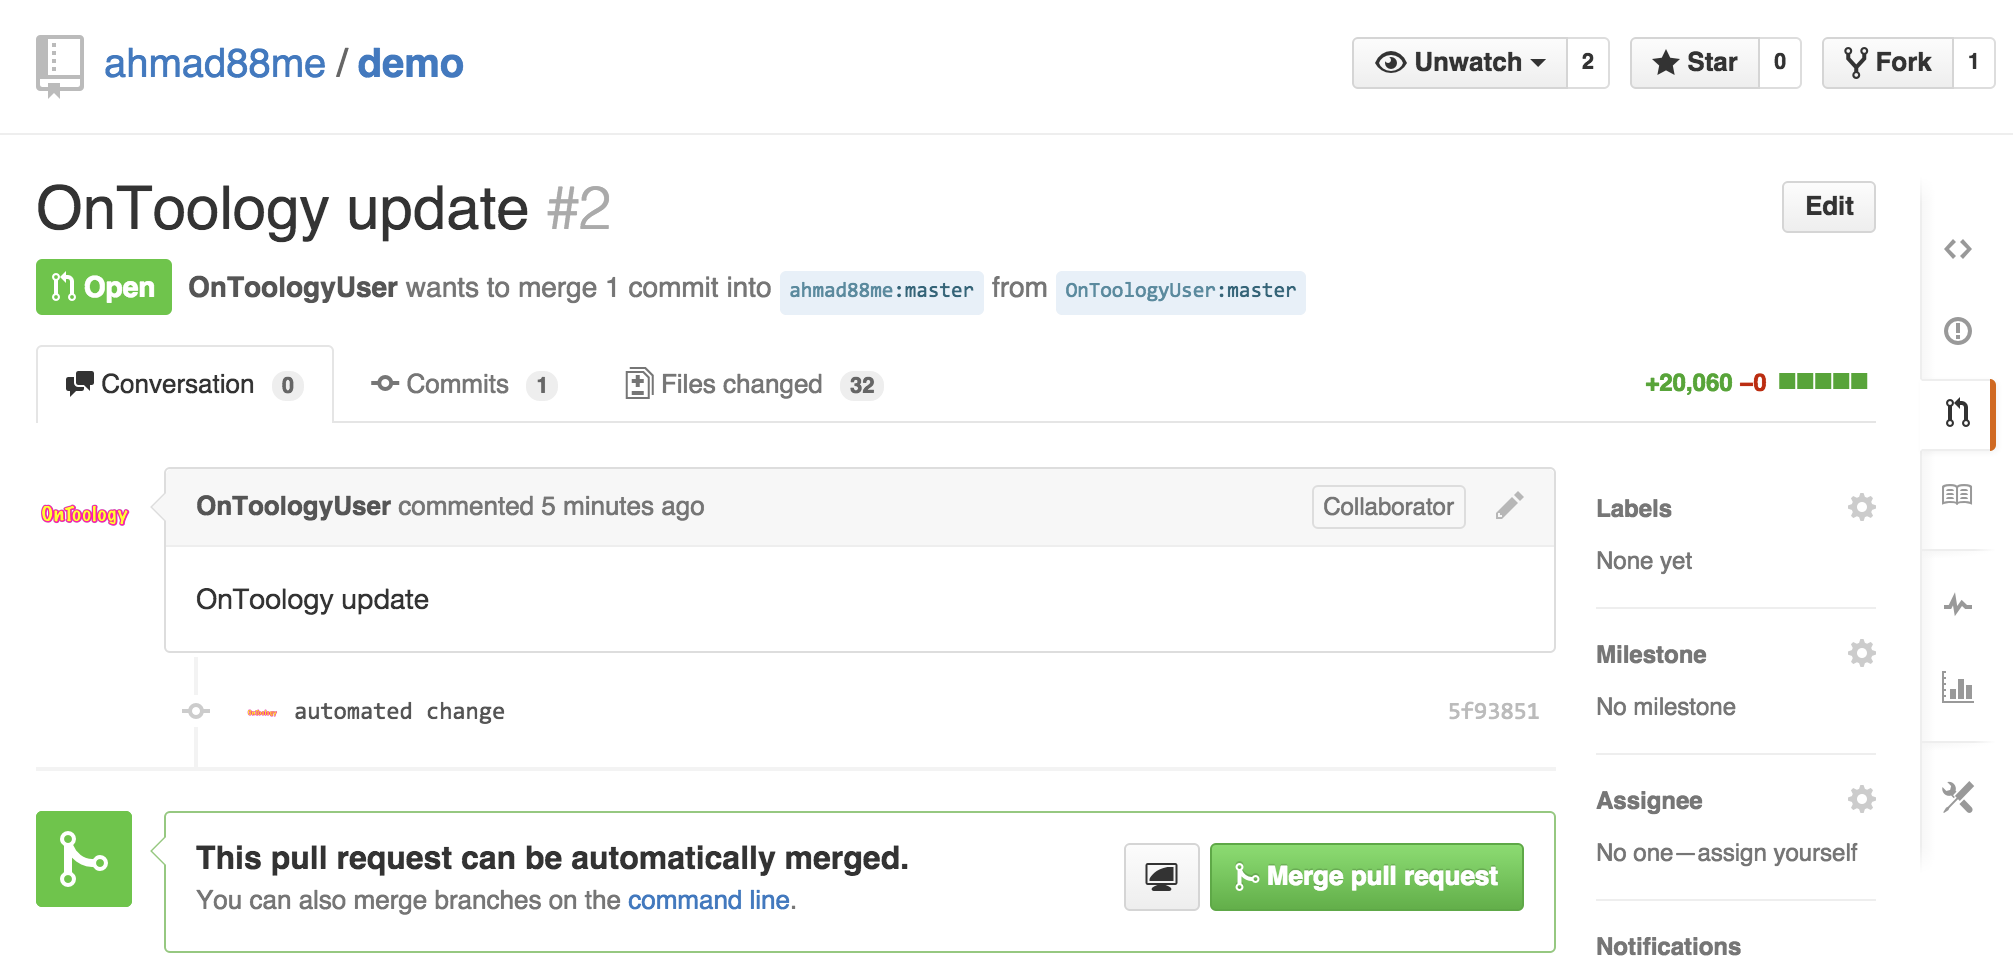 ahmad88me / demo
Unwatch 2
Star 0
Fork 1
OnToology update #2
Edit
Open OnToologyUser wants to merge 1 commit into ahmad88me:master from OnToologyUser:master
Conversation 0
Commits 1
Files changed 32
+20,060 −0
OnToology
OnToologyUser commented 5 minutes ago
Collaborator
OnToology update
OnToology automated change
5f93851
This pull request can be automatically merged.
You can also merge branches on the command line.
Merge pull request
Labels
None yet
Milestone
No milestone
Assignee
No one—assign yourself
Notifications